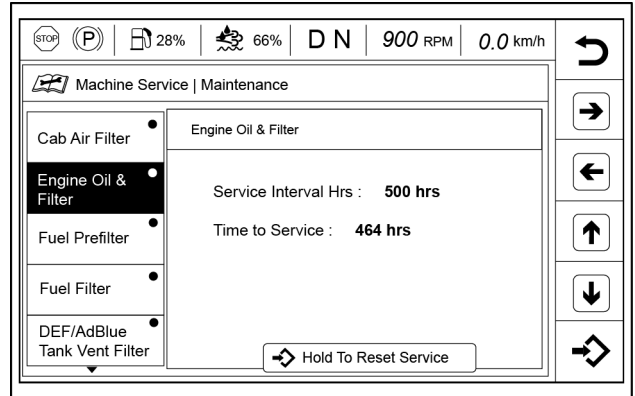 STOP (P) 28% 66% D N 900 RPM 0.0 km/h
Machine Service | Maintenance
Cab Air Filter
Engine Oil &
Filter
Fuel Prefilter
Fuel Filter
DEF/AdBlue
Tank Vent Filter
Engine Oil & Filter
Service Interval Hrs : 500 hrs
Time to Service : 464 hrs
Hold To Reset Service